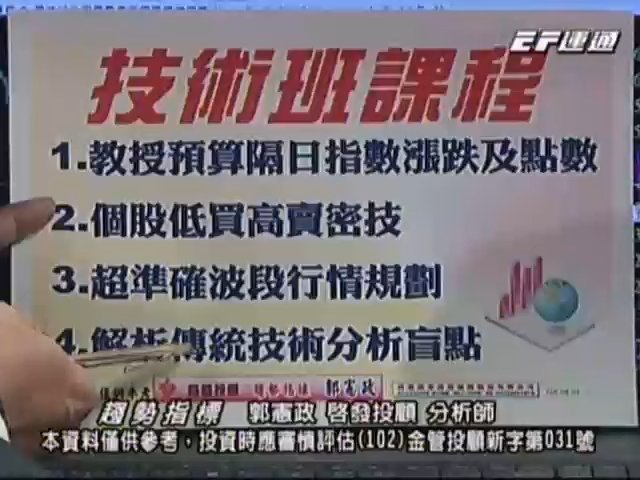 EF運通
技術班課程
1.教授預算隔日指數漲跌及點數
2.個股低買高賣密技
3.超準確波段行情規劃
4.解析傳統技術分析盲點
郭憲政
趨勢指標 郭憲政 啓發投顧 分析師
本資料僅供參考，投資時應審慎評估(102)金管投顧新字第031號